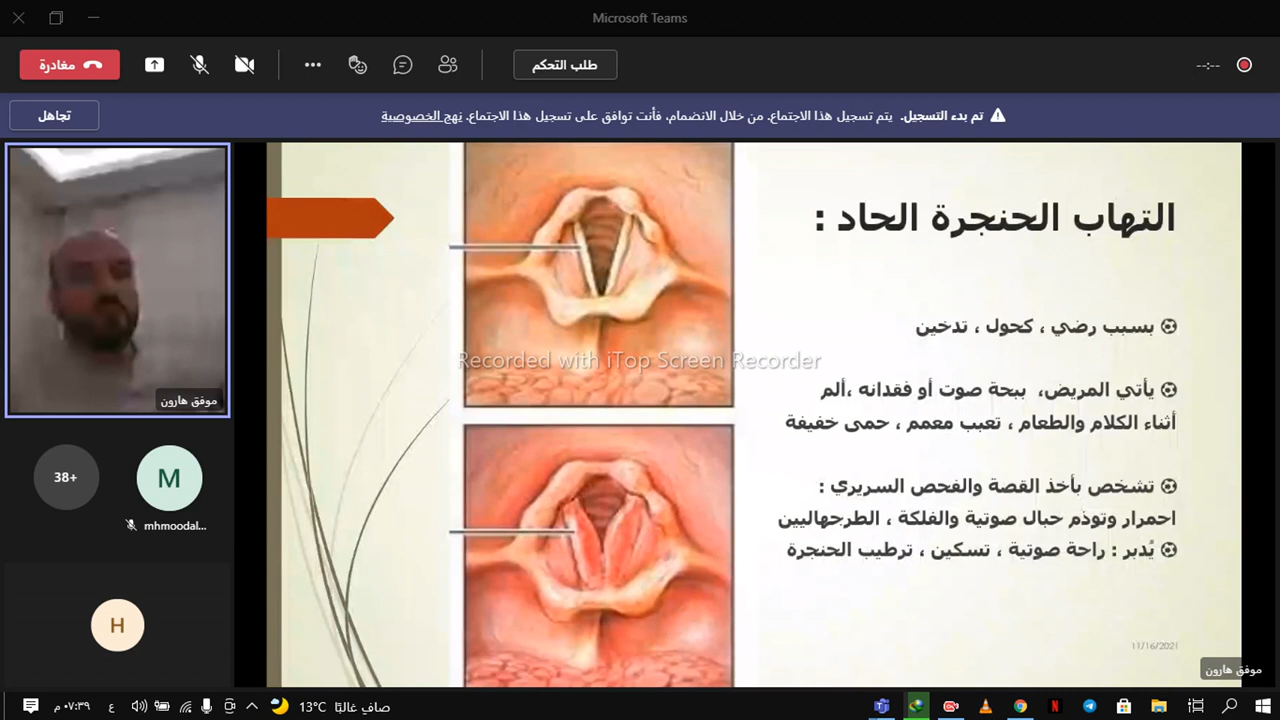 Microsoft Teams
مغادرة
طلب التحكم
--:--
تم بدء التسجيل. يتم تسجيل هذا الاجتماع. من خلال الانضمام، فأنت توافق على تسجيل هذا الاجتماع. نهج الخصوصية
تجاهل
التهاب الحنجرة الحاد :
بسبب رضي ، كحول ، تدخين
يأتي المريض، ببحة صوت أو فقدانه ،ألم
أثناء الكلام والطعام ، تعبب معمم ، حمى خفيفة
تشخص بأخذ القصة والفحص السريري :
احمرار وتوذم حبال صوتية والفلكة ، الطرجهاليين
يُدبر : راحة صوتية ، تسكين ، ترطيب الحنجرة
11/16/2021
Recorded with iTop Screen Recorder
موفق هارون
38+
M
mhmoodal...
H
موفق هارون
٠٧:٣٩ م
ع
13°C صافي غالبًا